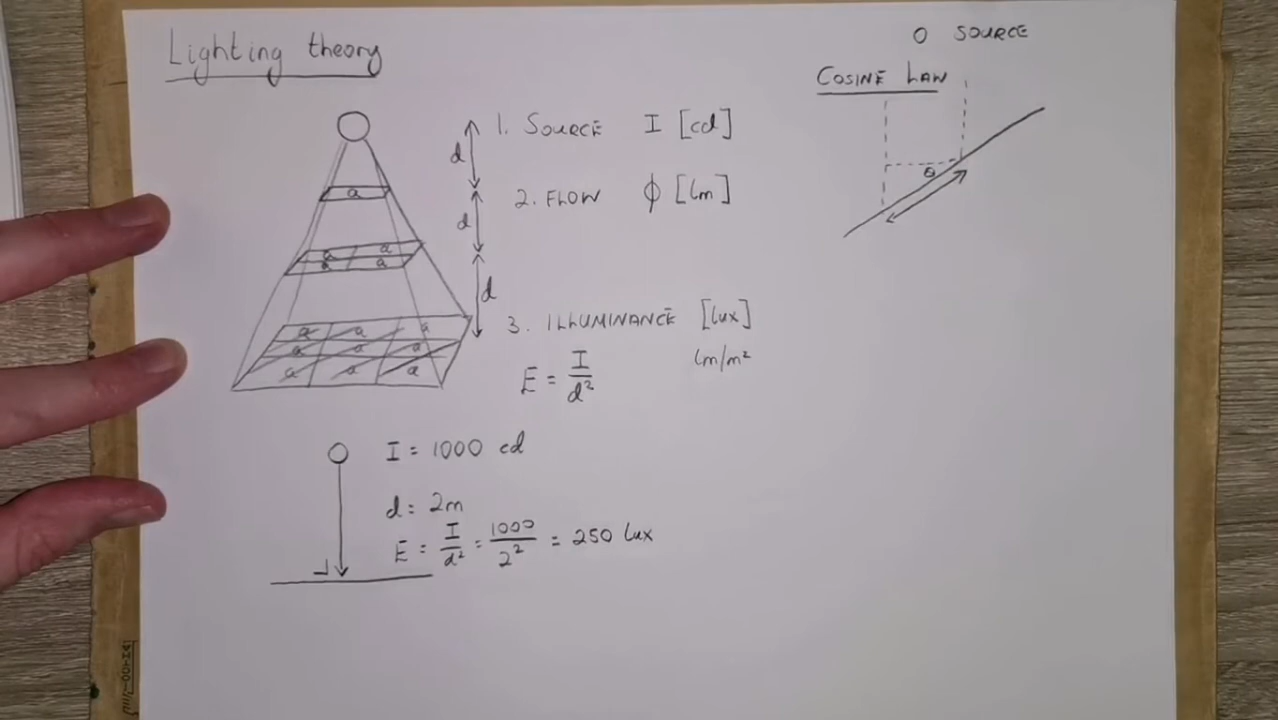 Lighting theory
O SOURCE
COSINE LAW
1. SOURCE I [cd]
d
a
2. FLOW ϕ [lm]
θ
d
a a
a a
d
3. ILLUMINANCE [lux]
lm/m²
E = I/d²
a a a
a a a
a a a
I = 1000 cd
d = 2m
E = I/d² = 1000/2² = 250 lux